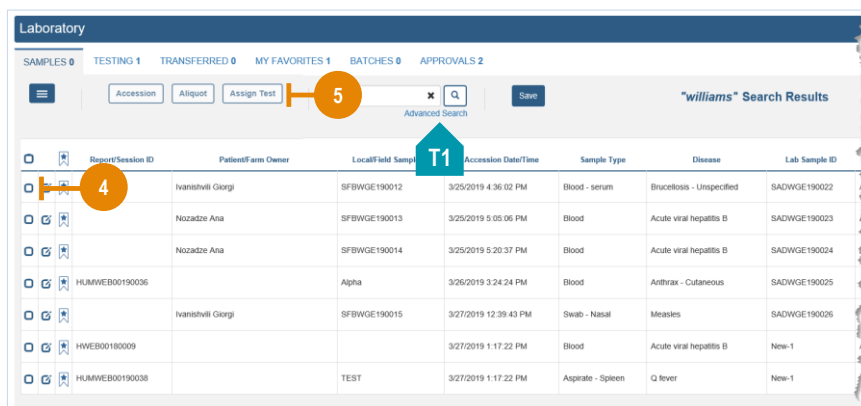 Laboratory
SAMPLES 0 TESTING 1 TRANSFERRED 0 MY FAVORITES 1 BATCHES 0 APPROVALS 2
Accession Aliquot Assign Test 5 Save "williams" Search Results
Advanced Search
T1
Report/Session ID Patient/Farm Owner Local/Field Sampl Accession Date/Time Sample Type Disease Lab Sample ID
4 Ivanishvili Giorgi SFBWGE190012 3/25/2019 4:36:02 PM Blood - serum Brucellosis - Unspecified SADWGE190022
Nozadze Ana SFBWGE190013 3/25/2019 5:05:06 PM Blood Acute viral hepatitis B SADWGE190023
Nozadze Ana SFBWGE190014 3/25/2019 5:20:37 PM Blood Acute viral hepatitis B SADWGE190024
HUMWEB00190036 Alpha 3/26/2019 3:24:24 PM Blood Anthrax - Cutaneous SADWGE190025
Ivanishvili Giorgi SFBWGE190015 3/27/2019 12:39:43 PM Swab - Nasal Measles SADWGE190026
HWEB00180009 3/27/2019 1:17:22 PM Blood Acute viral hepatitis B New-1
HUMWEB00190038 TEST 3/27/2019 1:17:22 PM Aspirate - Spleen Q fever New-1